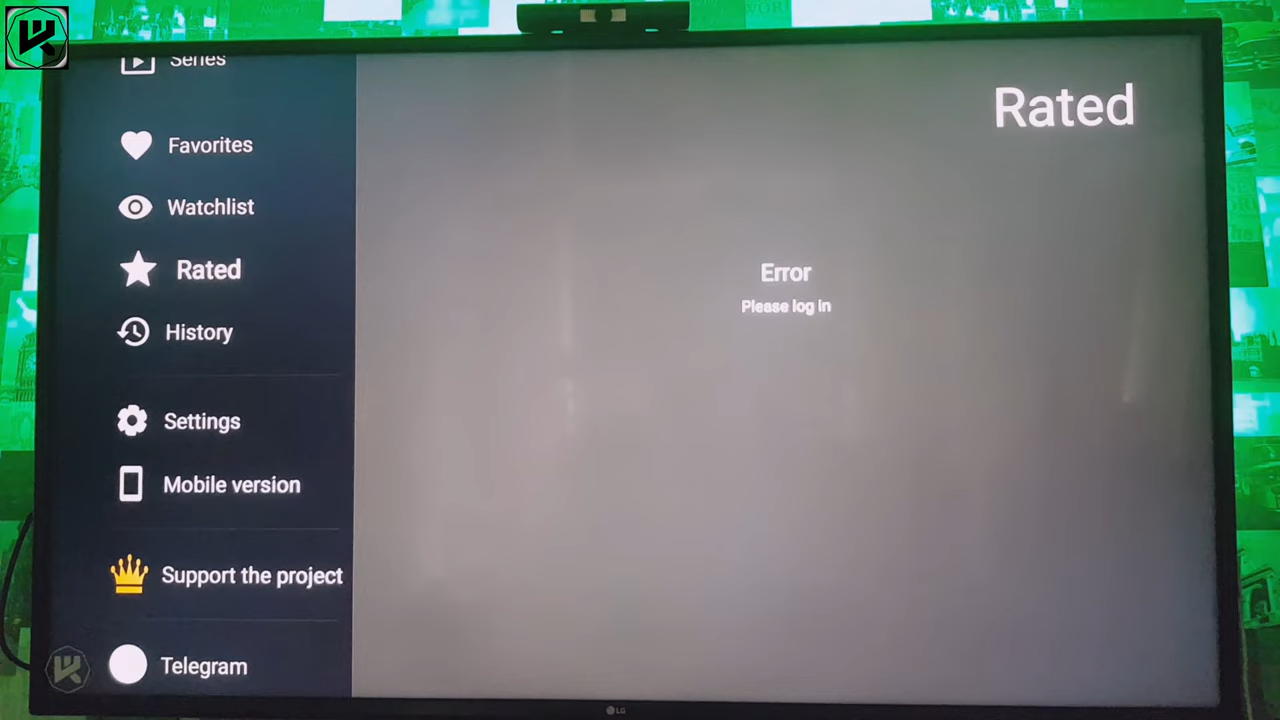 Series
Favorites
Watchlist
Rated
History
Settings
Mobile version
Support the project
Telegram
Rated
Error
Please log in
LG